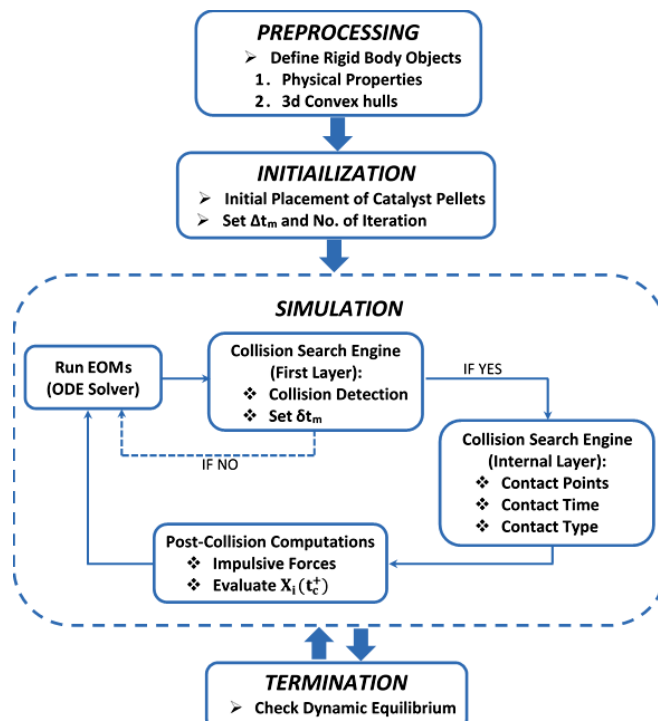 PREPROCESSING
➢ Define Rigid Body Objects
1. Physical Properties
2. 3d Convex hulls
INITIAILIZATION
➢ Initial Placement of Catalyst Pellets
➢ Set Δtₘ and No. of Iteration
SIMULATION
Run EOMs
(ODE Solver)
Collision Search Engine
(First Layer):
❖ Collision Detection
❖ Set δtₘ
IF YES
IF NO
Collision Search Engine
(Internal Layer):
❖ Contact Points
❖ Contact Time
❖ Contact Type
Post-Collision Computations
❖ Impulsive Forces
❖ Evaluate Xᵢ(t_c⁺)
TERMINATION
➢ Check Dynamic Equilibrium